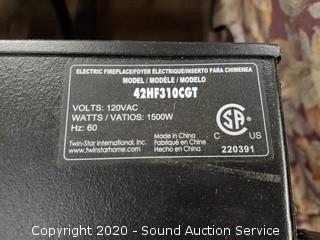 ELECTRIC FIREPLACE/FOYER ÉLECTRIQUE/INSERTO PARA CHIMENEA
MODEL / MODÈLE / MODELO:
42HF310CGT
VOLTS: 120VAC
WATTS / VATIOS: 1500W
Hz: 60
Twin-Star International, Inc.
www.twinstarhome.com
Made in China
Fabriqué en Chine
Hecho en China
CSA
C US
220391
Copyright 2020 - Sound Auction Service